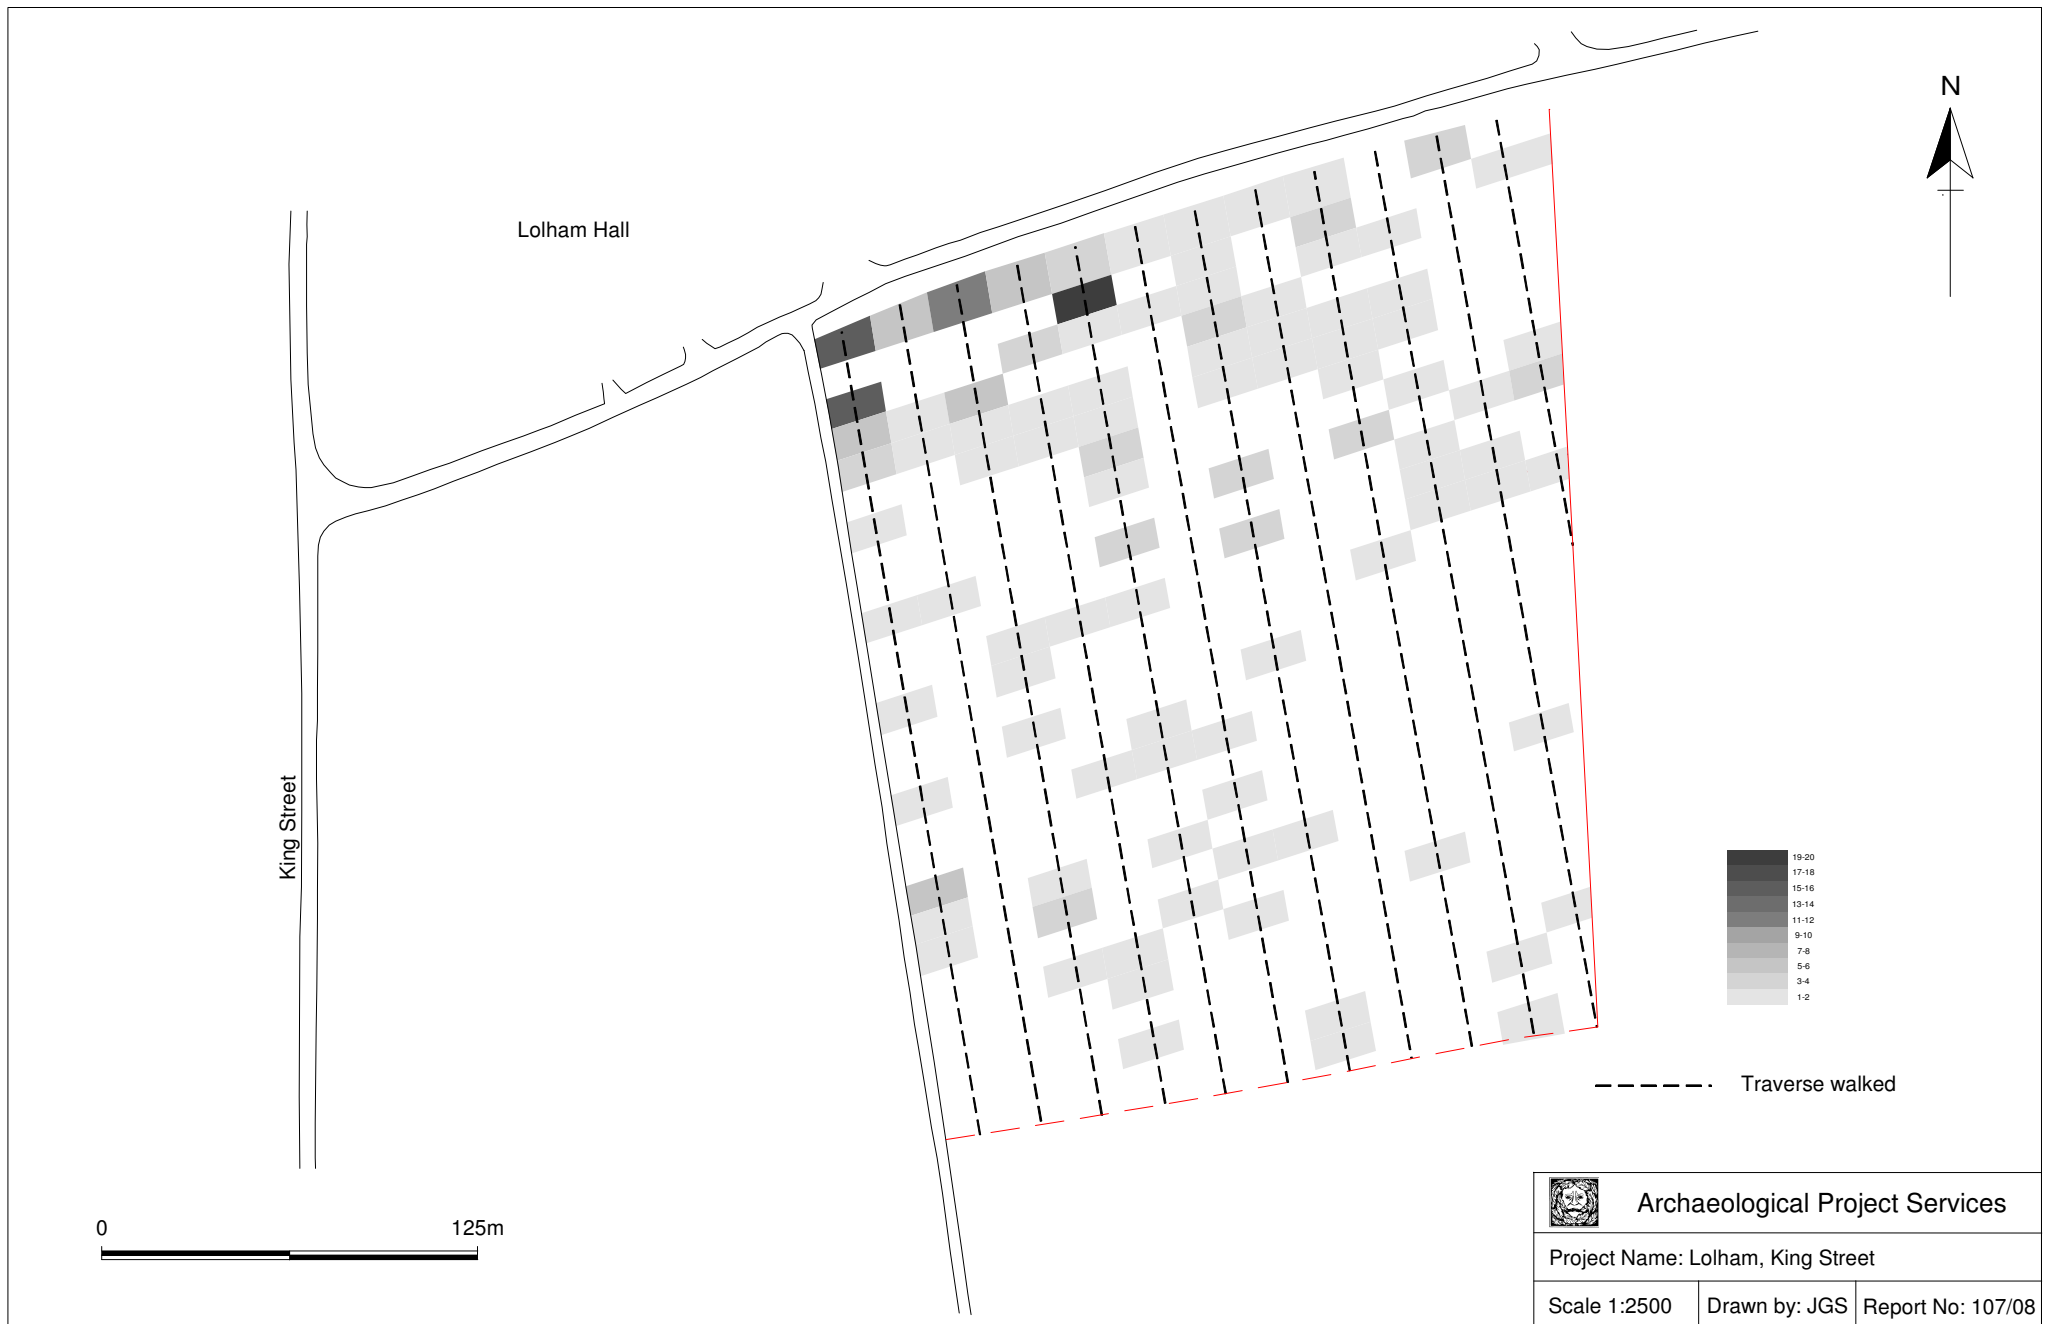 N
Lolham Hall
King Street
19-20
17-18
15-16
13-14
11-12
9-10
7-8
5-6
3-4
1-2
Traverse walked
0 125m
Archaeological Project Services
Project Name: Lolham, King Street
Scale 1:2500 Drawn by: JGS Report No: 107/08